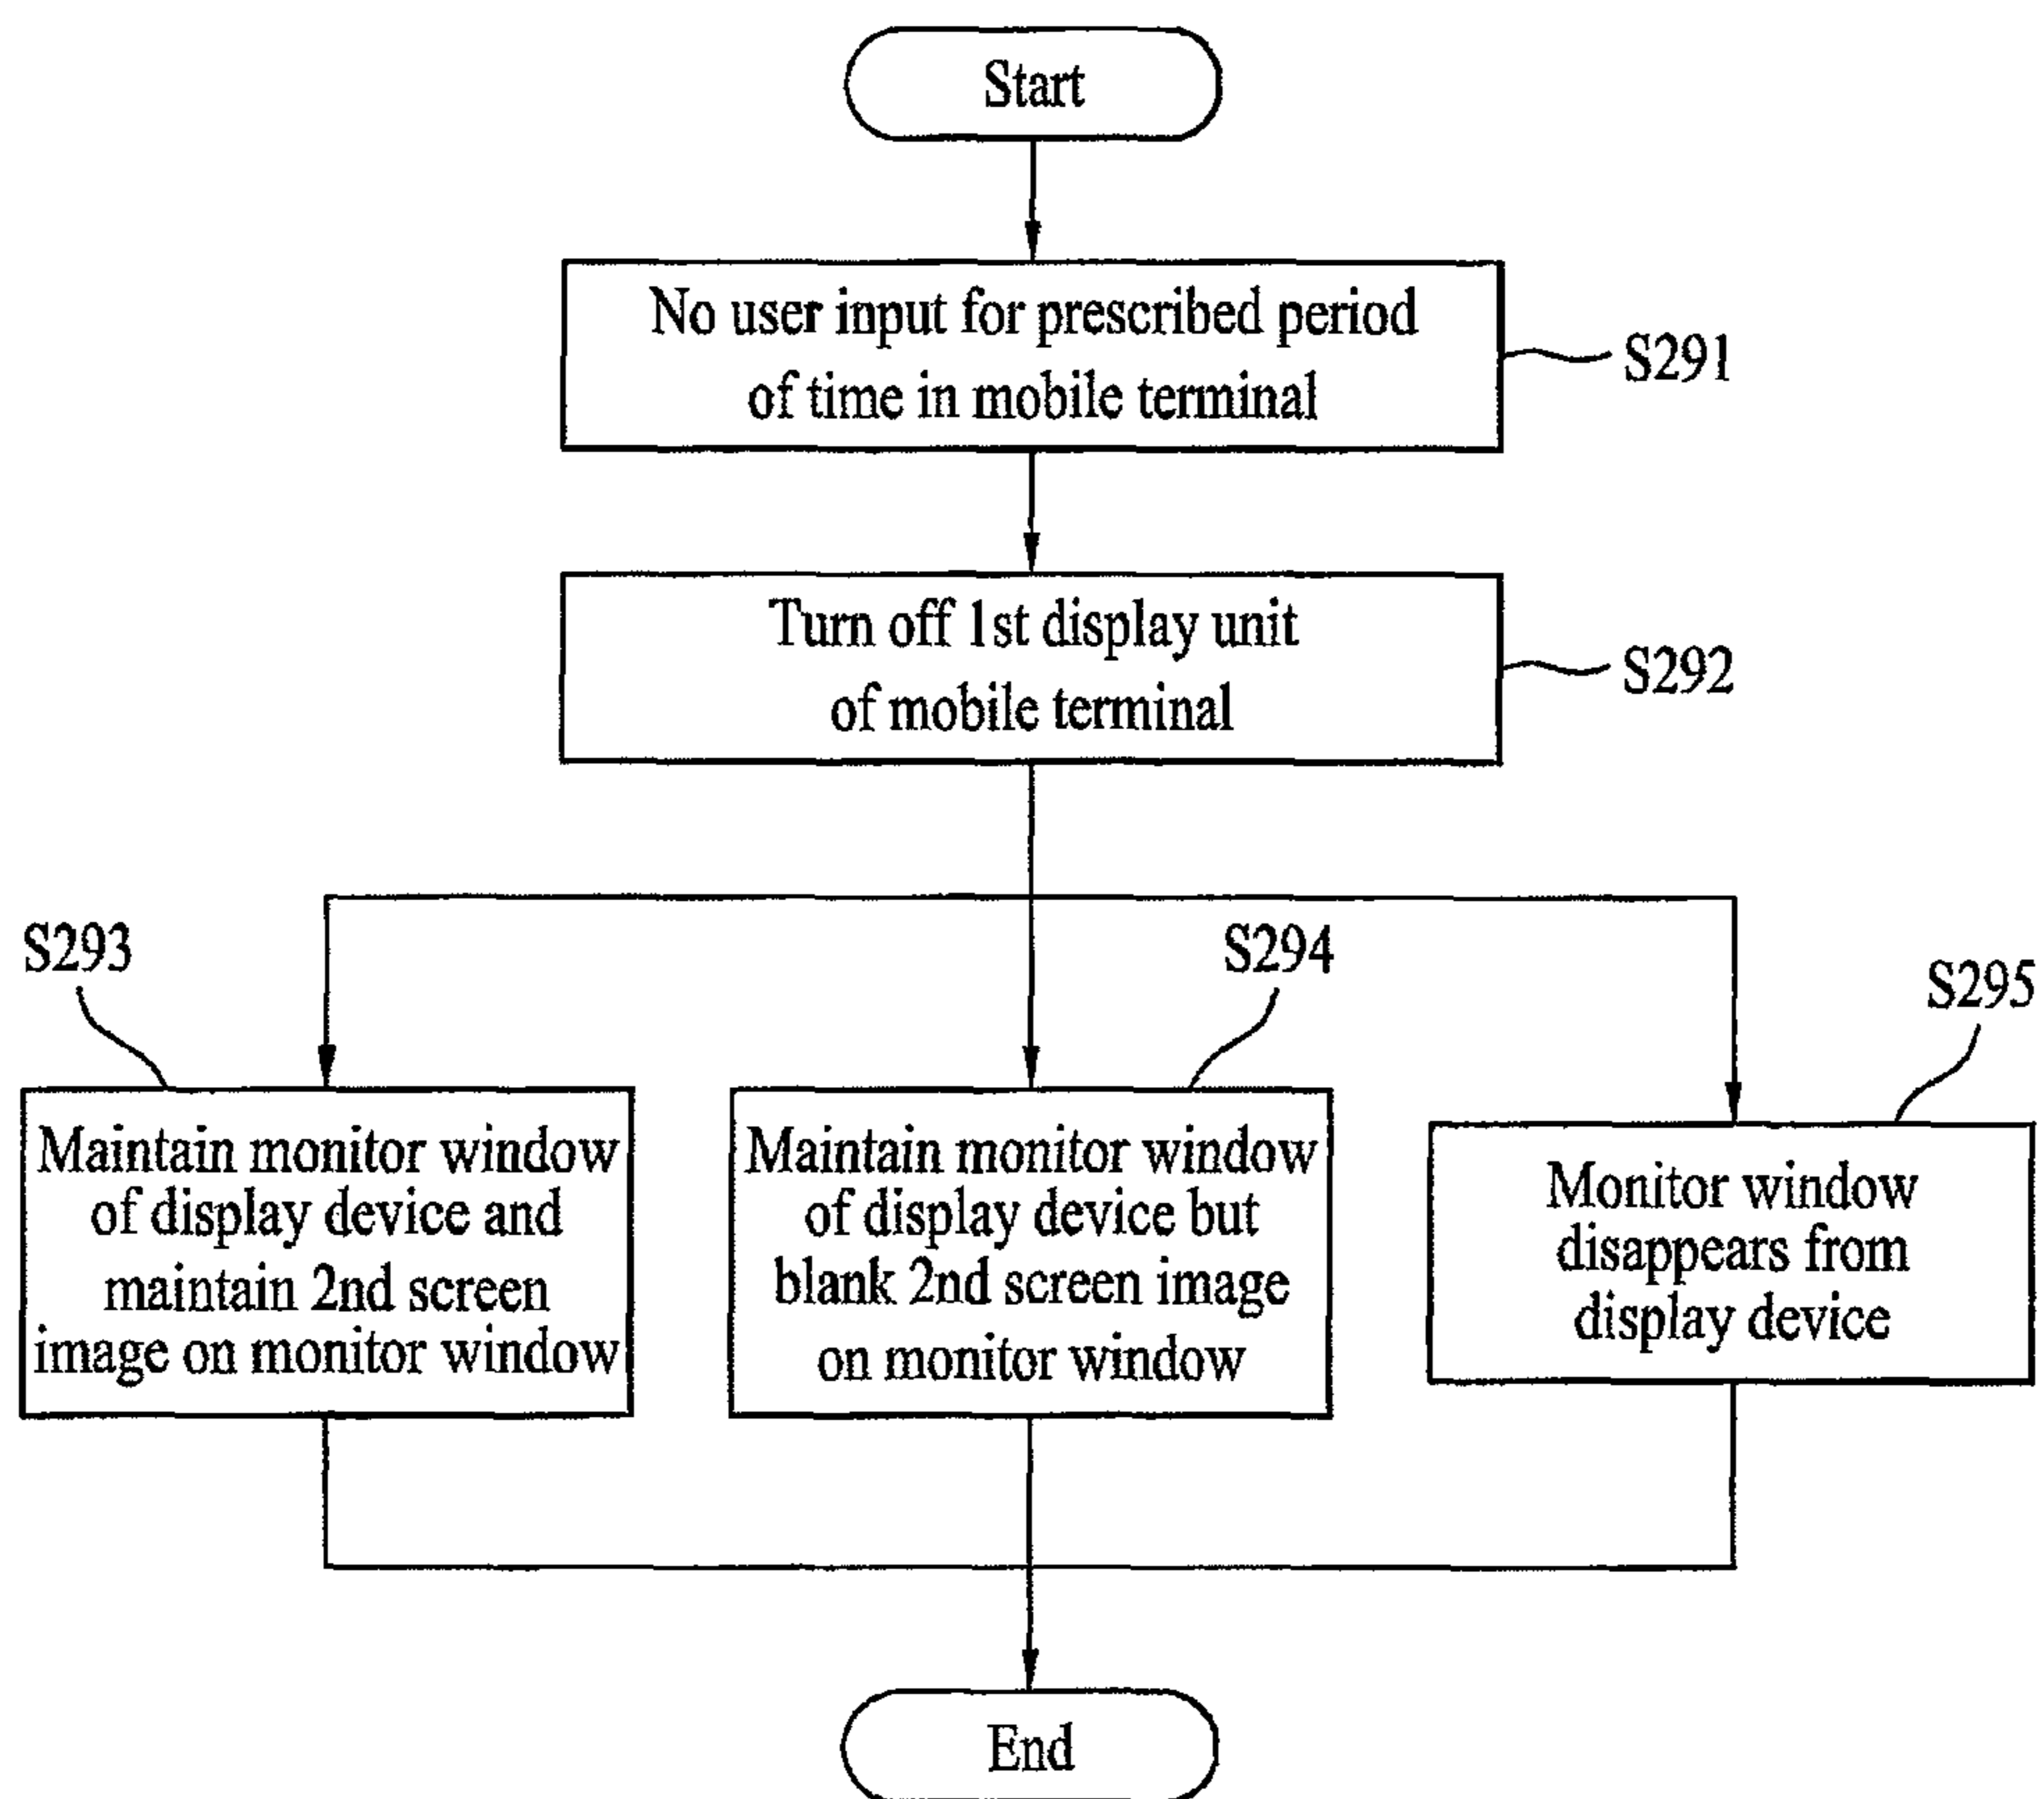 Start
No user input for prescribed period
of time in mobile terminal
S291
Turn off 1st display unit
of mobile terminal
S292
S293
Maintain monitor window
of display device and
maintain 2nd screen
image on monitor window
S294
Maintain monitor window
of display device but
blank 2nd screen image
on monitor window
S295
Monitor window
disappears from
display device
End